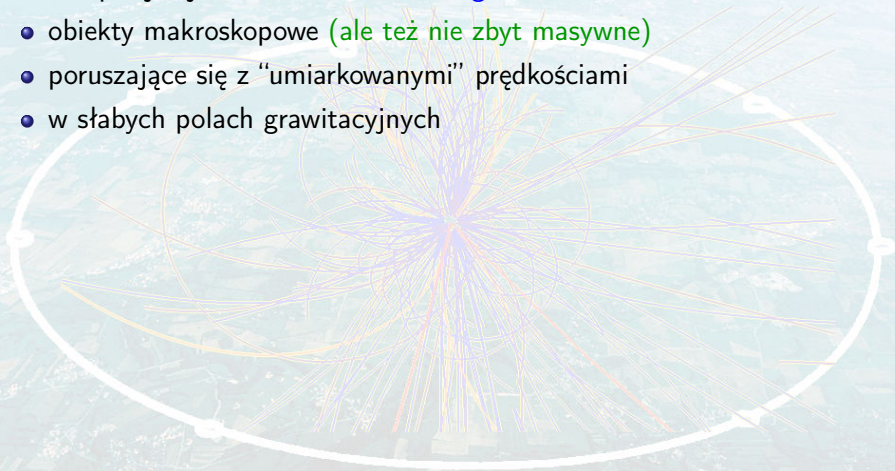 obiekty makroskopowe (ale też nie zbyt masywne)
poruszające się z “umiarkowanymi” prędkościami
w słabych polach grawitacyjnych